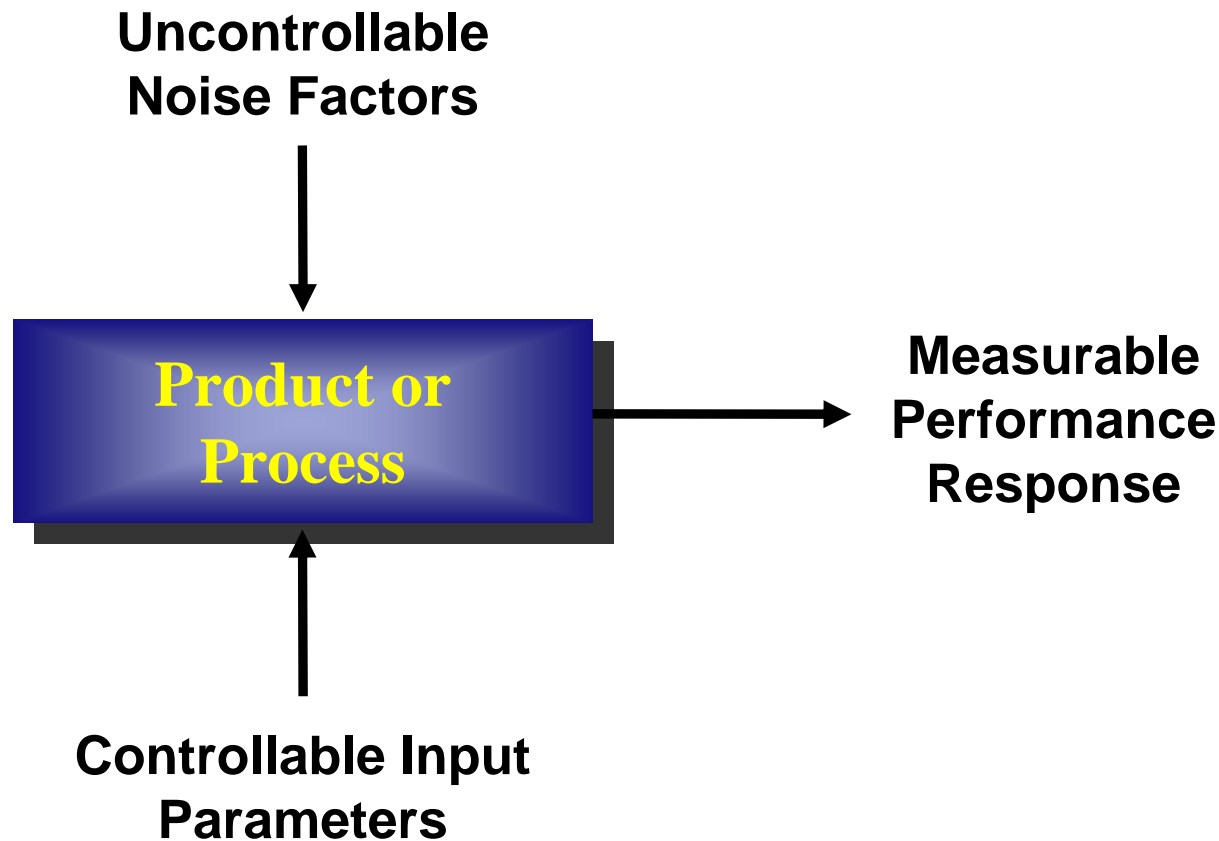 Uncontrollable
Noise Factors
Product or
Process
Measurable
Performance
Response
Controllable Input
Parameters